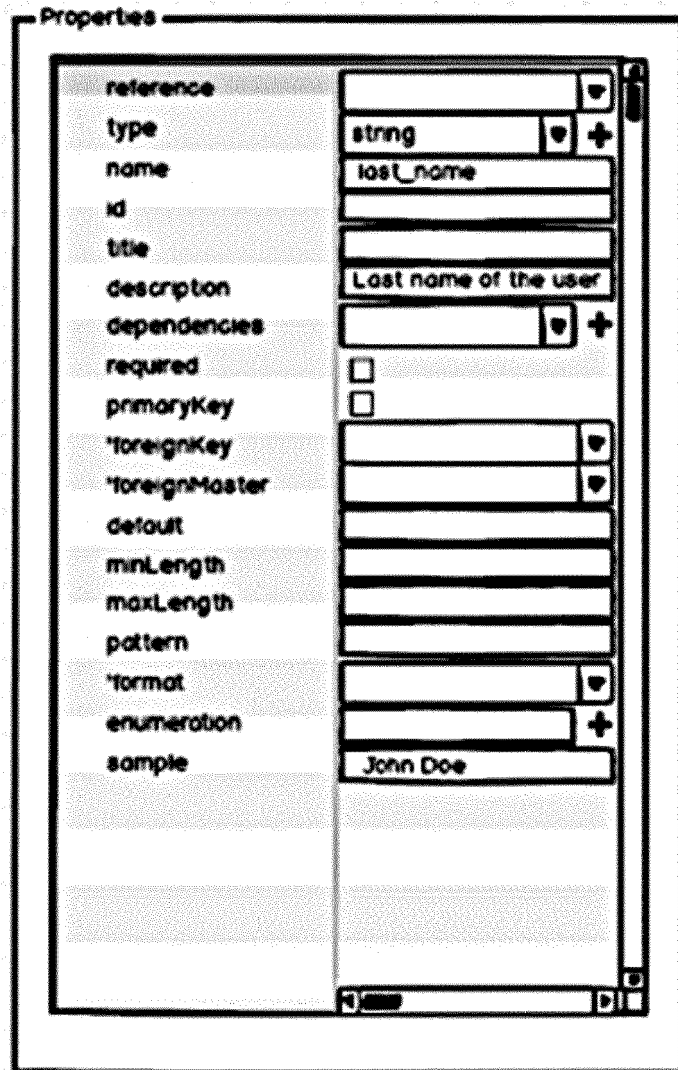 Properties
reference
type string
name last_name
id
title
description Last name of the user
dependencies
required
primaryKey
*foreignKey
*foreignMaster
default
minLength
maxLength
pattern
*format
enumeration
sample John Doe